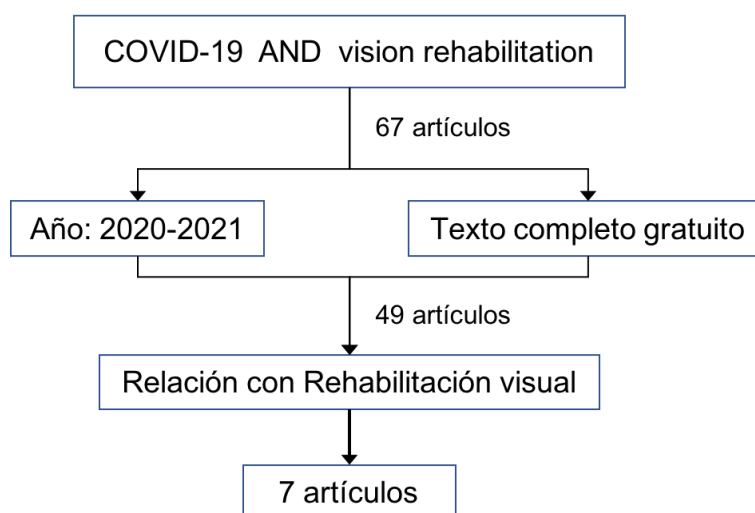 COVID-19 AND vision rehabilitation
67 artículos
Año: 2020-2021
Texto completo gratuito
49 artículos
Relación con Rehabilitación visual
7 artículos